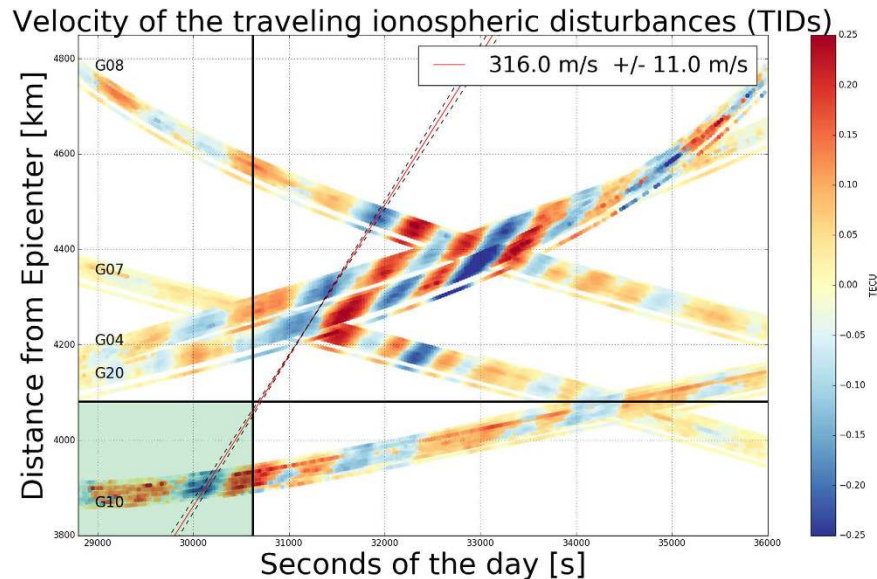 Velocity of the traveling ionospheric disturbances (TIDs)
316.0 m/s +/- 11.0 m/s
Distance from Epicenter [km]
4800
4600
4400
4200
4000
3800
G08
G07
G04
G20
G10
29000 30000 31000 32000 33000 34000 35000 36000
Seconds of the day [s]
0.25
0.20
0.15
0.10
0.05
0.00
−0.05
−0.10
−0.15
−0.20
−0.25
TECU